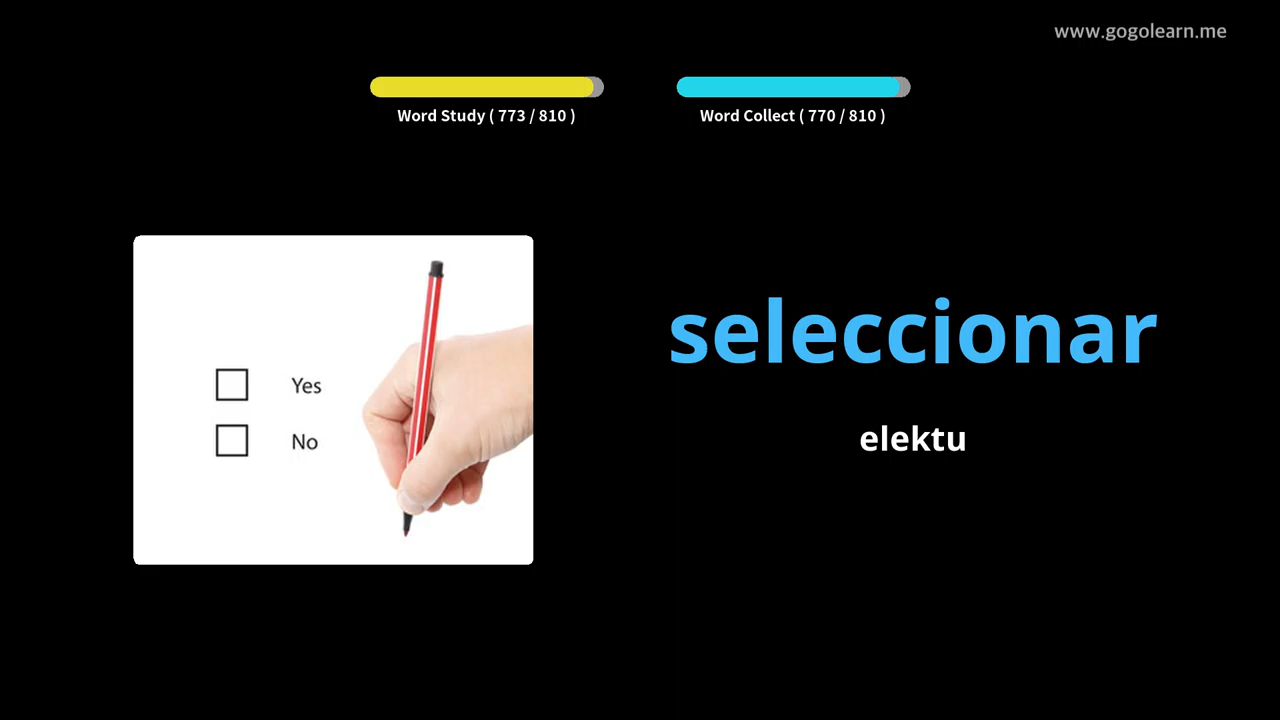 www.gogolearn.me
Word Study ( 773 / 810 )
Word Collect ( 770 / 810 )
Yes
No
seleccionar
elektu